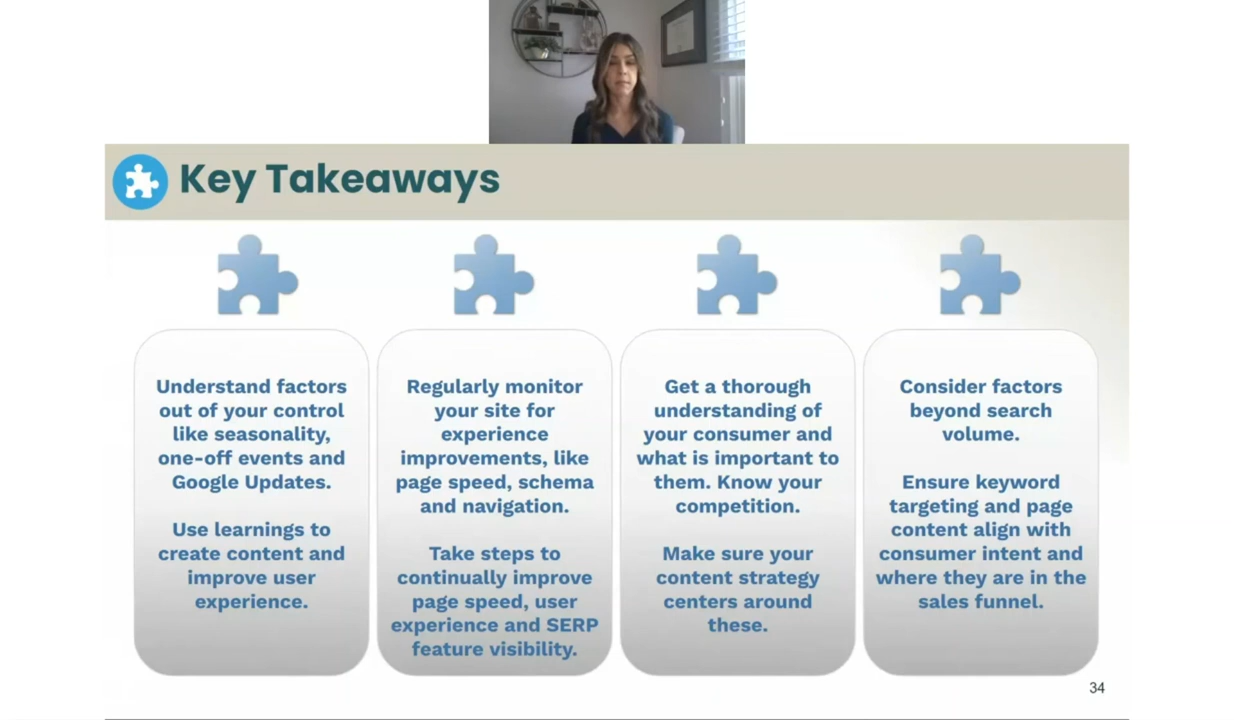 Key Takeaways
Understand factors
out of your control
like seasonality,
one-off events and
Google Updates.
Use learnings to
create content and
improve user
experience.
Regularly monitor
your site for
experience
improvements, like
page speed, schema
and navigation.
Take steps to
continually improve
page speed, user
experience and SERP
feature visibility.
Get a thorough
understanding of
your consumer and
what is important to
them. Know your
competition.
Make sure your
content strategy
centers around
these.
Consider factors
beyond search
volume.
Ensure keyword
targeting and page
content align with
consumer intent and
where they are in the
sales funnel.
34